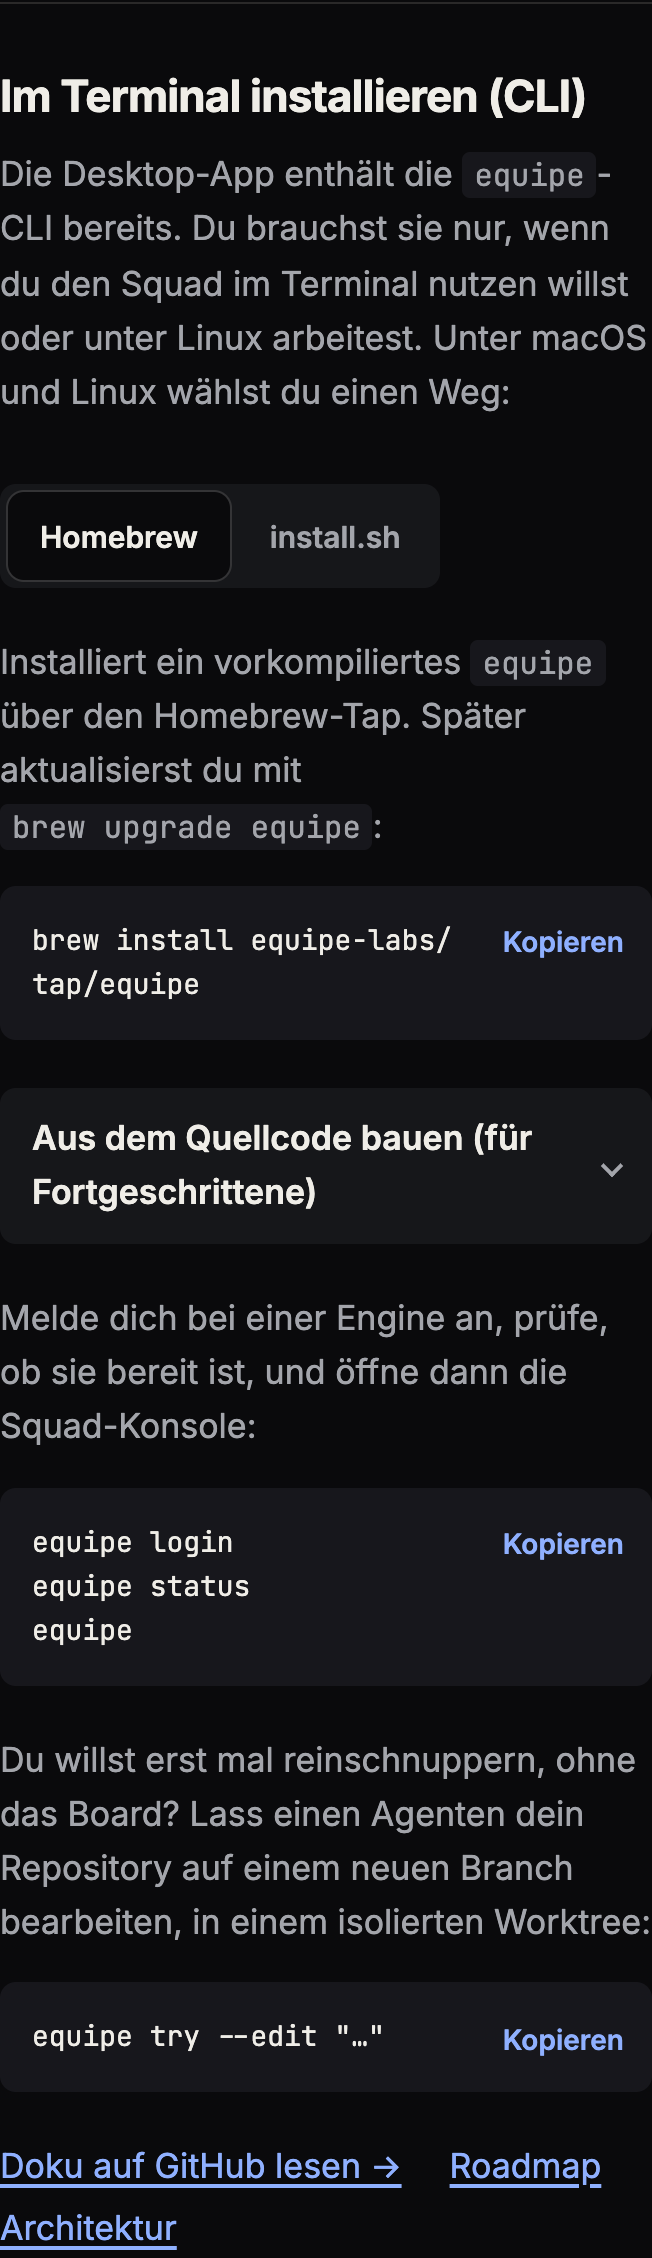 Im Terminal installieren (CLI)
Die Desktop-App enthält die equipe-
CLI bereits. Du brauchst sie nur, wenn
du den Squad im Terminal nutzen willst
oder unter Linux arbeitest. Unter macOS
und Linux wählst du einen Weg:
Homebrew install.sh
Installiert ein vorkompiliertes equipe
über den Homebrew-Tap. Später
aktualisierst du mit
brew upgrade equipe:
brew install equipe-labs/ Kopieren
tap/equipe
Aus dem Quellcode bauen (für
Fortgeschrittene)
Melde dich bei einer Engine an, prüfe,
ob sie bereit ist, und öffne dann die
Squad-Konsole:
equipe login Kopieren
equipe status
equipe
Du willst erst mal reinschnuppern, ohne
das Board? Lass einen Agenten dein
Repository auf einem neuen Branch
bearbeiten, in einem isolierten Worktree:
equipe try --edit "…" Kopieren
Doku auf GitHub lesen → Roadmap
Architektur